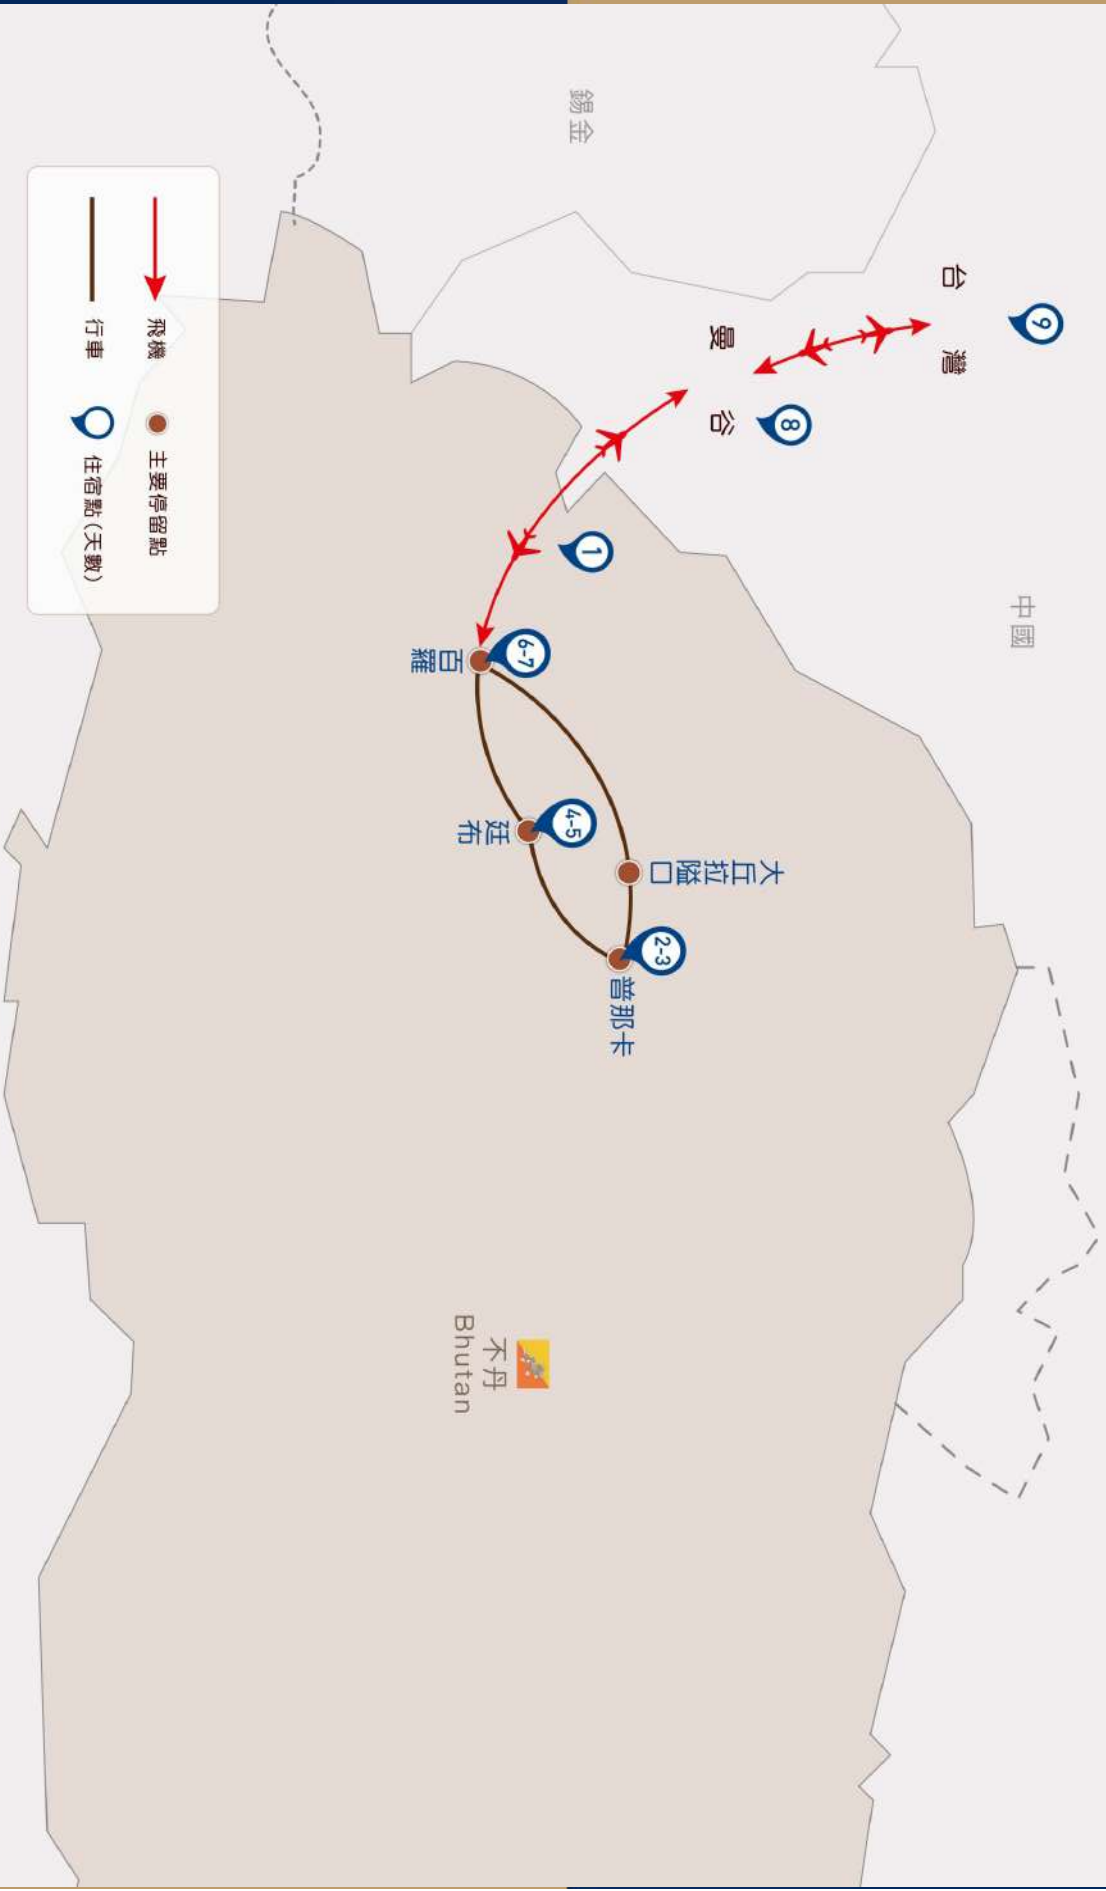 9
中國
台灣
8
曼谷
大丘拉隘口
2-3
1
錫金
普那卡
4-5
6-7
廷布
百羅
不丹
Bhutan
飛機
主要停留點
行車
住宿點(天數)